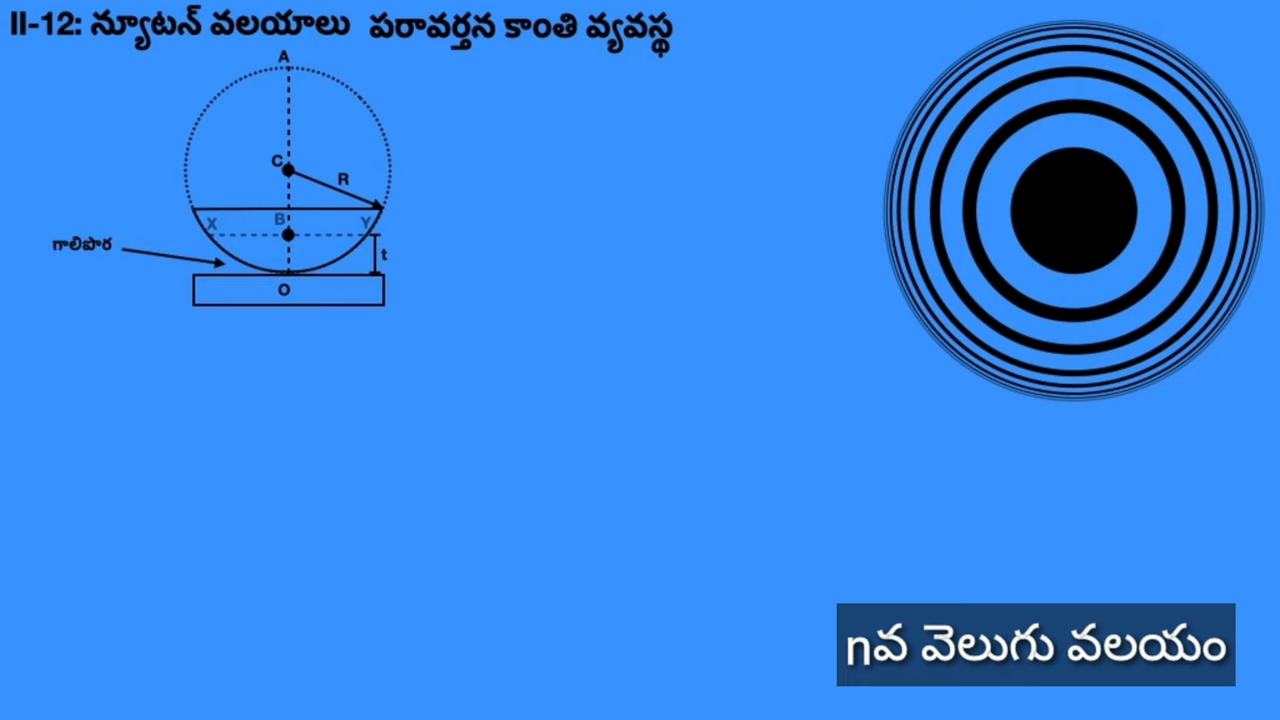 II-12: న్యూటన్ వలయాలు పరావర్తన కాంతి వ్యవస్థ
A
C
R
X
B
Y
గాలిపొర
t
O
nవ వెలుగు వలయం